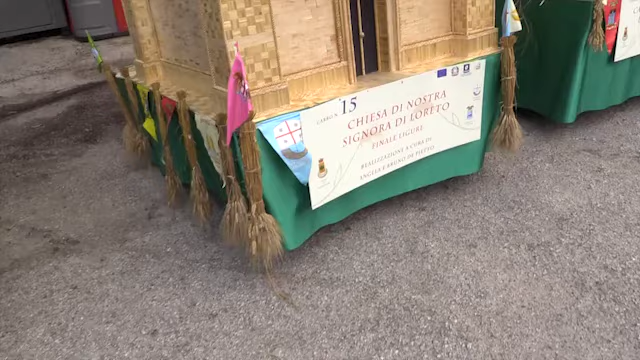 CARRO N. 15
CHIESA DI NOSTRA
SIGNORA DI LORETO
FINALE LIGURE
REALIZZAZIONE A CURA DI